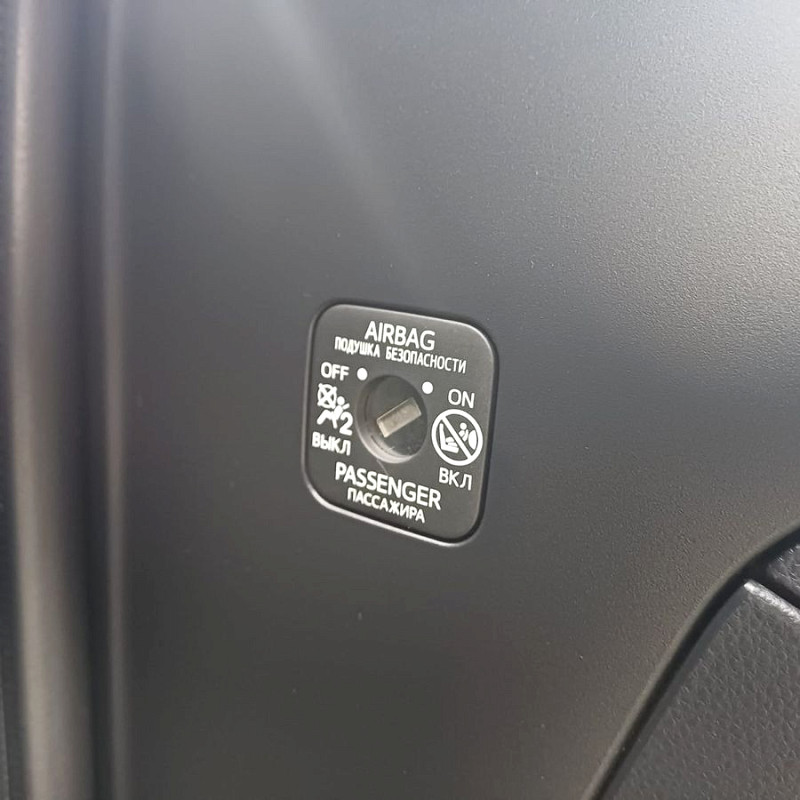 AIRBAG
ПОДУШКА БЕЗОПАСНОСТИ
OFF
ON
2
ВЫКЛ
ВКЛ
PASSENGER
ПАССАЖИРА